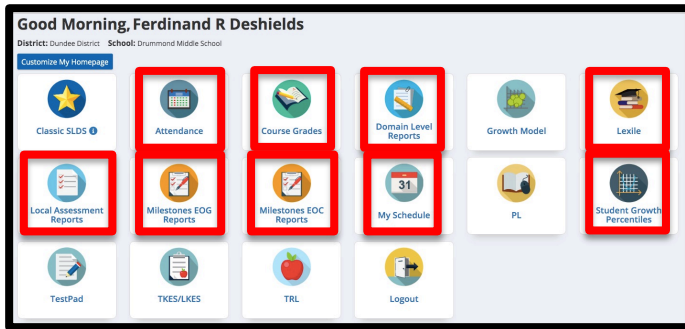 Good Morning, Ferdinand R Deshields
District: Dundee District School: Drummond Middle School
Customize My Homepage
Classic SLDS
Attendance
Course Grades
Domain Level
Reports
Growth Model
Lexile
Local Assessment
Reports
Milestones EOG
Reports
Milestones EOC
Reports
31
My Schedule
PL
Student Growth
Percentiles
TestPad
TKES/LKES
TRL
Logout